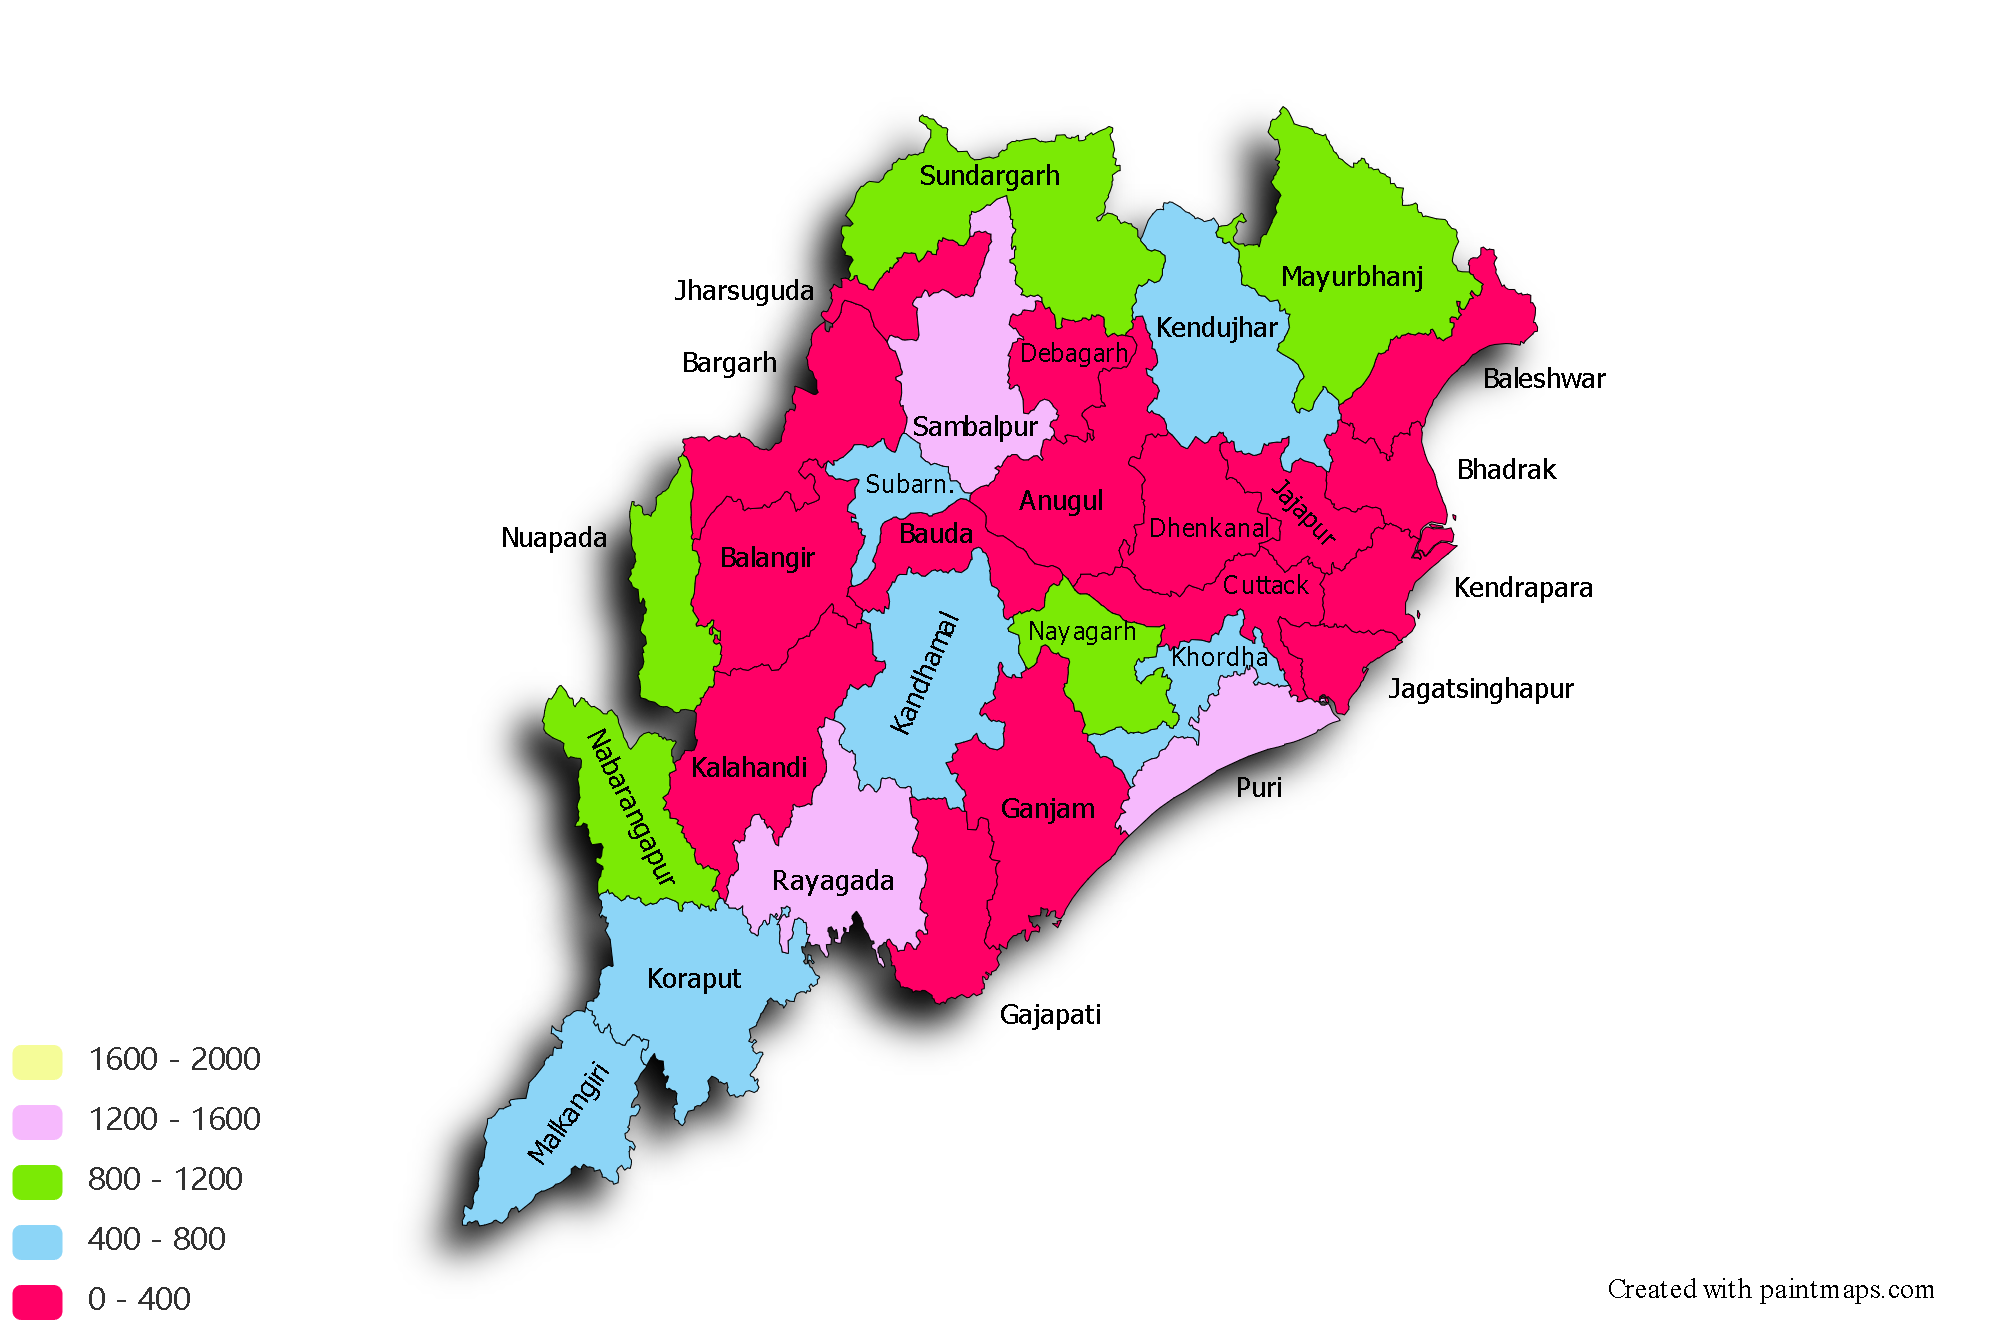 Sundargarh
Mayurbhanj
Jharsuguda
Kendujhar
Debagarh
Bargarh
Baleshwar
Sambalpur
Bhadrak
Subarn.
Anugul
Jajapur
Dhenkanal
Bauda
Nuapada
Balangir
Cuttack
Kendrapara
Nayagarh
Khordha
Kandhamal
Jagatsinghapur
Kalahandi
Puri
Nabarangapur
Ganjam
Rayagada
Koraput
Gajapati
Malkangiri
1600 - 2000
1200 - 1600
800 - 1200
400 - 800
0 - 400
Created with paintmaps.com